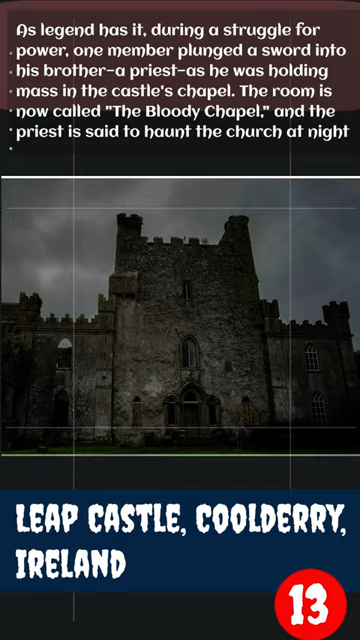 As legend has it, during a struggle for
power, one member plunged a sword into
his brother—a priest—as he was holding
mass in the castle's chapel. The room is
now called "The Bloody Chapel," and the
priest is said to haunt the church at night
LEAP CASTLE, COOLDERRY,
IRELAND
13